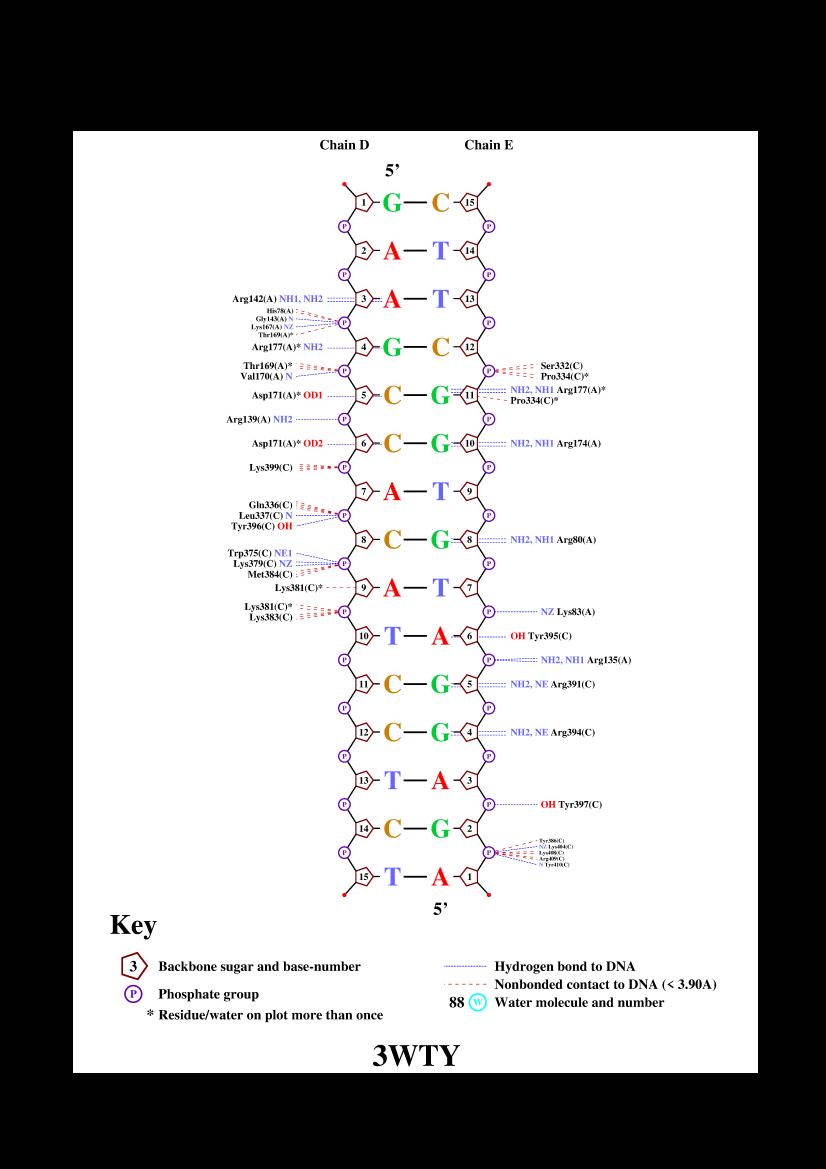 Chain D Chain E
5’
1 G C 15
P P
2 A T 14
P P
Arg142(A) NH1, NH2 3 A T 13
His78(A)
Gly143(A) N
P P
Lys167(A) NZ
Thr169(A)*
Arg177(A)* NH2 4 G C 12
Thr169(A)* Ser332(C)
P P
Val170(A) N Pro334(C)*
NH2, NH1 Arg177(A)*
Asp171(A)* OD1 5 C G 11
Pro334(C)*
Arg139(A) NH2 P P
Asp171(A)* OD2 6 C G 10 NH2, NH1 Arg174(A)
Lys399(C) P P
7 A T 9
Gln336(C)
Leu337(C) N P P
Tyr396(C) OH
8 C G 8 NH2, NH1 Arg80(A)
Trp375(C) NE1
Lys379(C) NZ P P
Met384(C)
Lys381(C)* 9 A T 7
Lys381(C)*
P P NZ Lys83(A)
Lys383(C)
10 T A 6 OH Tyr395(C)
P P NH2, NH1 Arg135(A)
11 C G 5 NH2, NE Arg391(C)
P P
12 C G 4 NH2, NE Arg394(C)
P P
13 T A 3
P P OH Tyr397(C)
14 C G 2
Tyr386(C)
NZ Lys404(C)
P P Lys408(C)
Arg409(C)
N Tyr410(C)
15 T A 1
5’
Key
3 Backbone sugar and base-number
P Phosphate group
* Residue/water on plot more than once
Hydrogen bond to DNA
Nonbonded contact to DNA (< 3.90A)
88 W Water molecule and number
3WTY